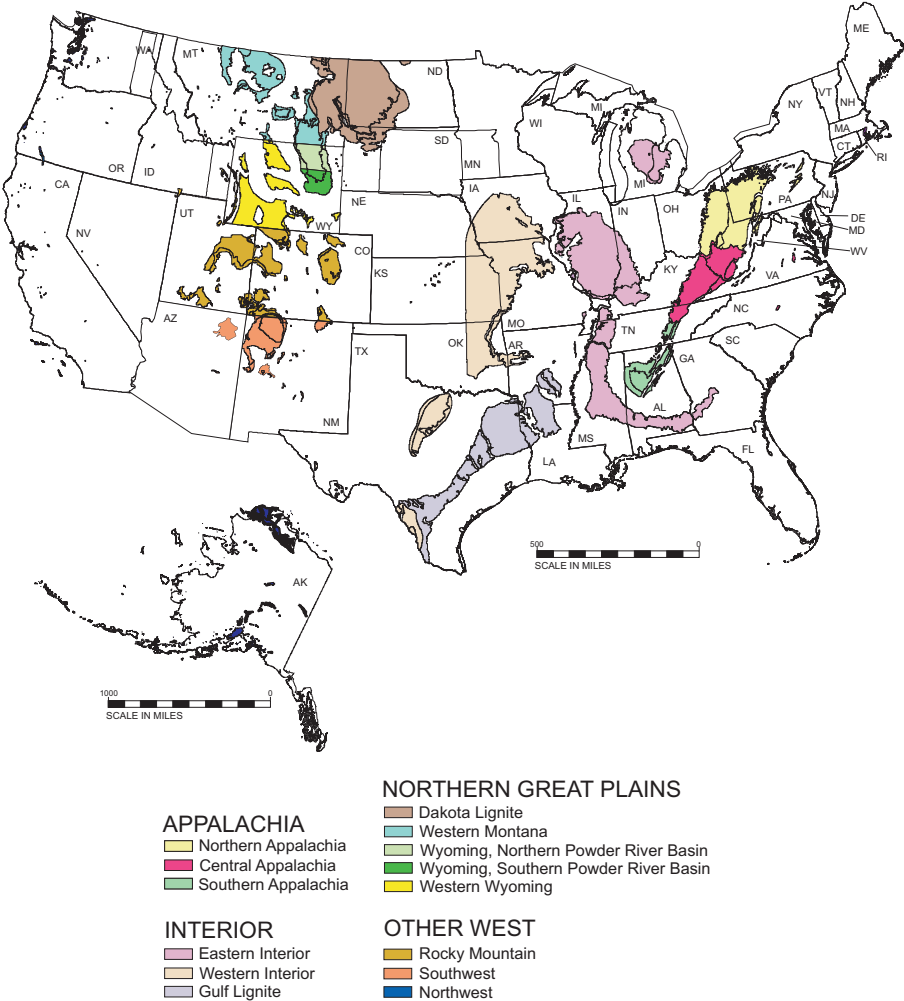 ME
WA
MT
ND
VT
NH
NY
MI
WI
MA
SD
CT
RI
MN
OR
ID
MI
CA
IA
PA
NJ
NE
IL
IN
OH
UT
DE
MD
NV
WY
CO
WV
KS
KY
VA
AZ
NC
MO
TN
OK
AR
SC
TX
GA
AL
NM
MS
FL
LA
500
0
SCALE IN MILES
AK
1000
0
SCALE IN MILES
APPALACHIA
Northern Appalachia
Central Appalachia
Southern Appalachia
NORTHERN GREAT PLAINS
Dakota Lignite
Western Montana
Wyoming, Northern Powder River Basin
Wyoming, Southern Powder River Basin
Western Wyoming
INTERIOR
Eastern Interior
Western Interior
Gulf Lignite
OTHER WEST
Rocky Mountain
Southwest
Northwest